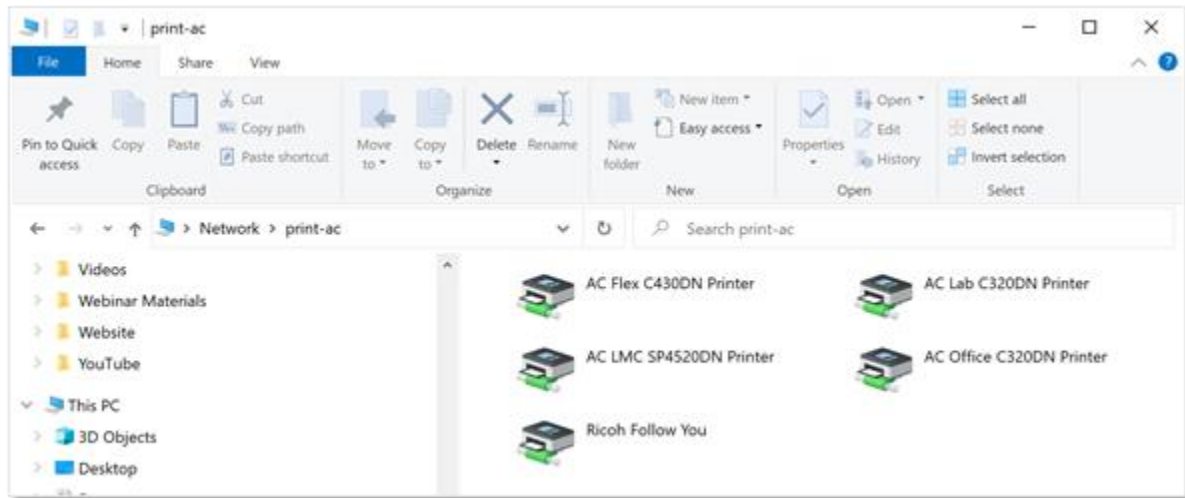 print-ac
File Home Share View
Pin to Quick access
Copy
Paste
Cut
Copy path
Paste shortcut
Clipboard
Move to
Copy to
Delete
Rename
Organize
New folder
New item
Easy access
New
Properties
Open
Edit
History
Open
Select all
Select none
Invert selection
Select
Network > print-ac
Search print-ac
Videos
Webinar Materials
Website
YouTube
This PC
3D Objects
Desktop
AC Flex C430DN Printer
AC Lab C320DN Printer
AC LMC SP4520DN Printer
AC Office C320DN Printer
Ricoh Follow You